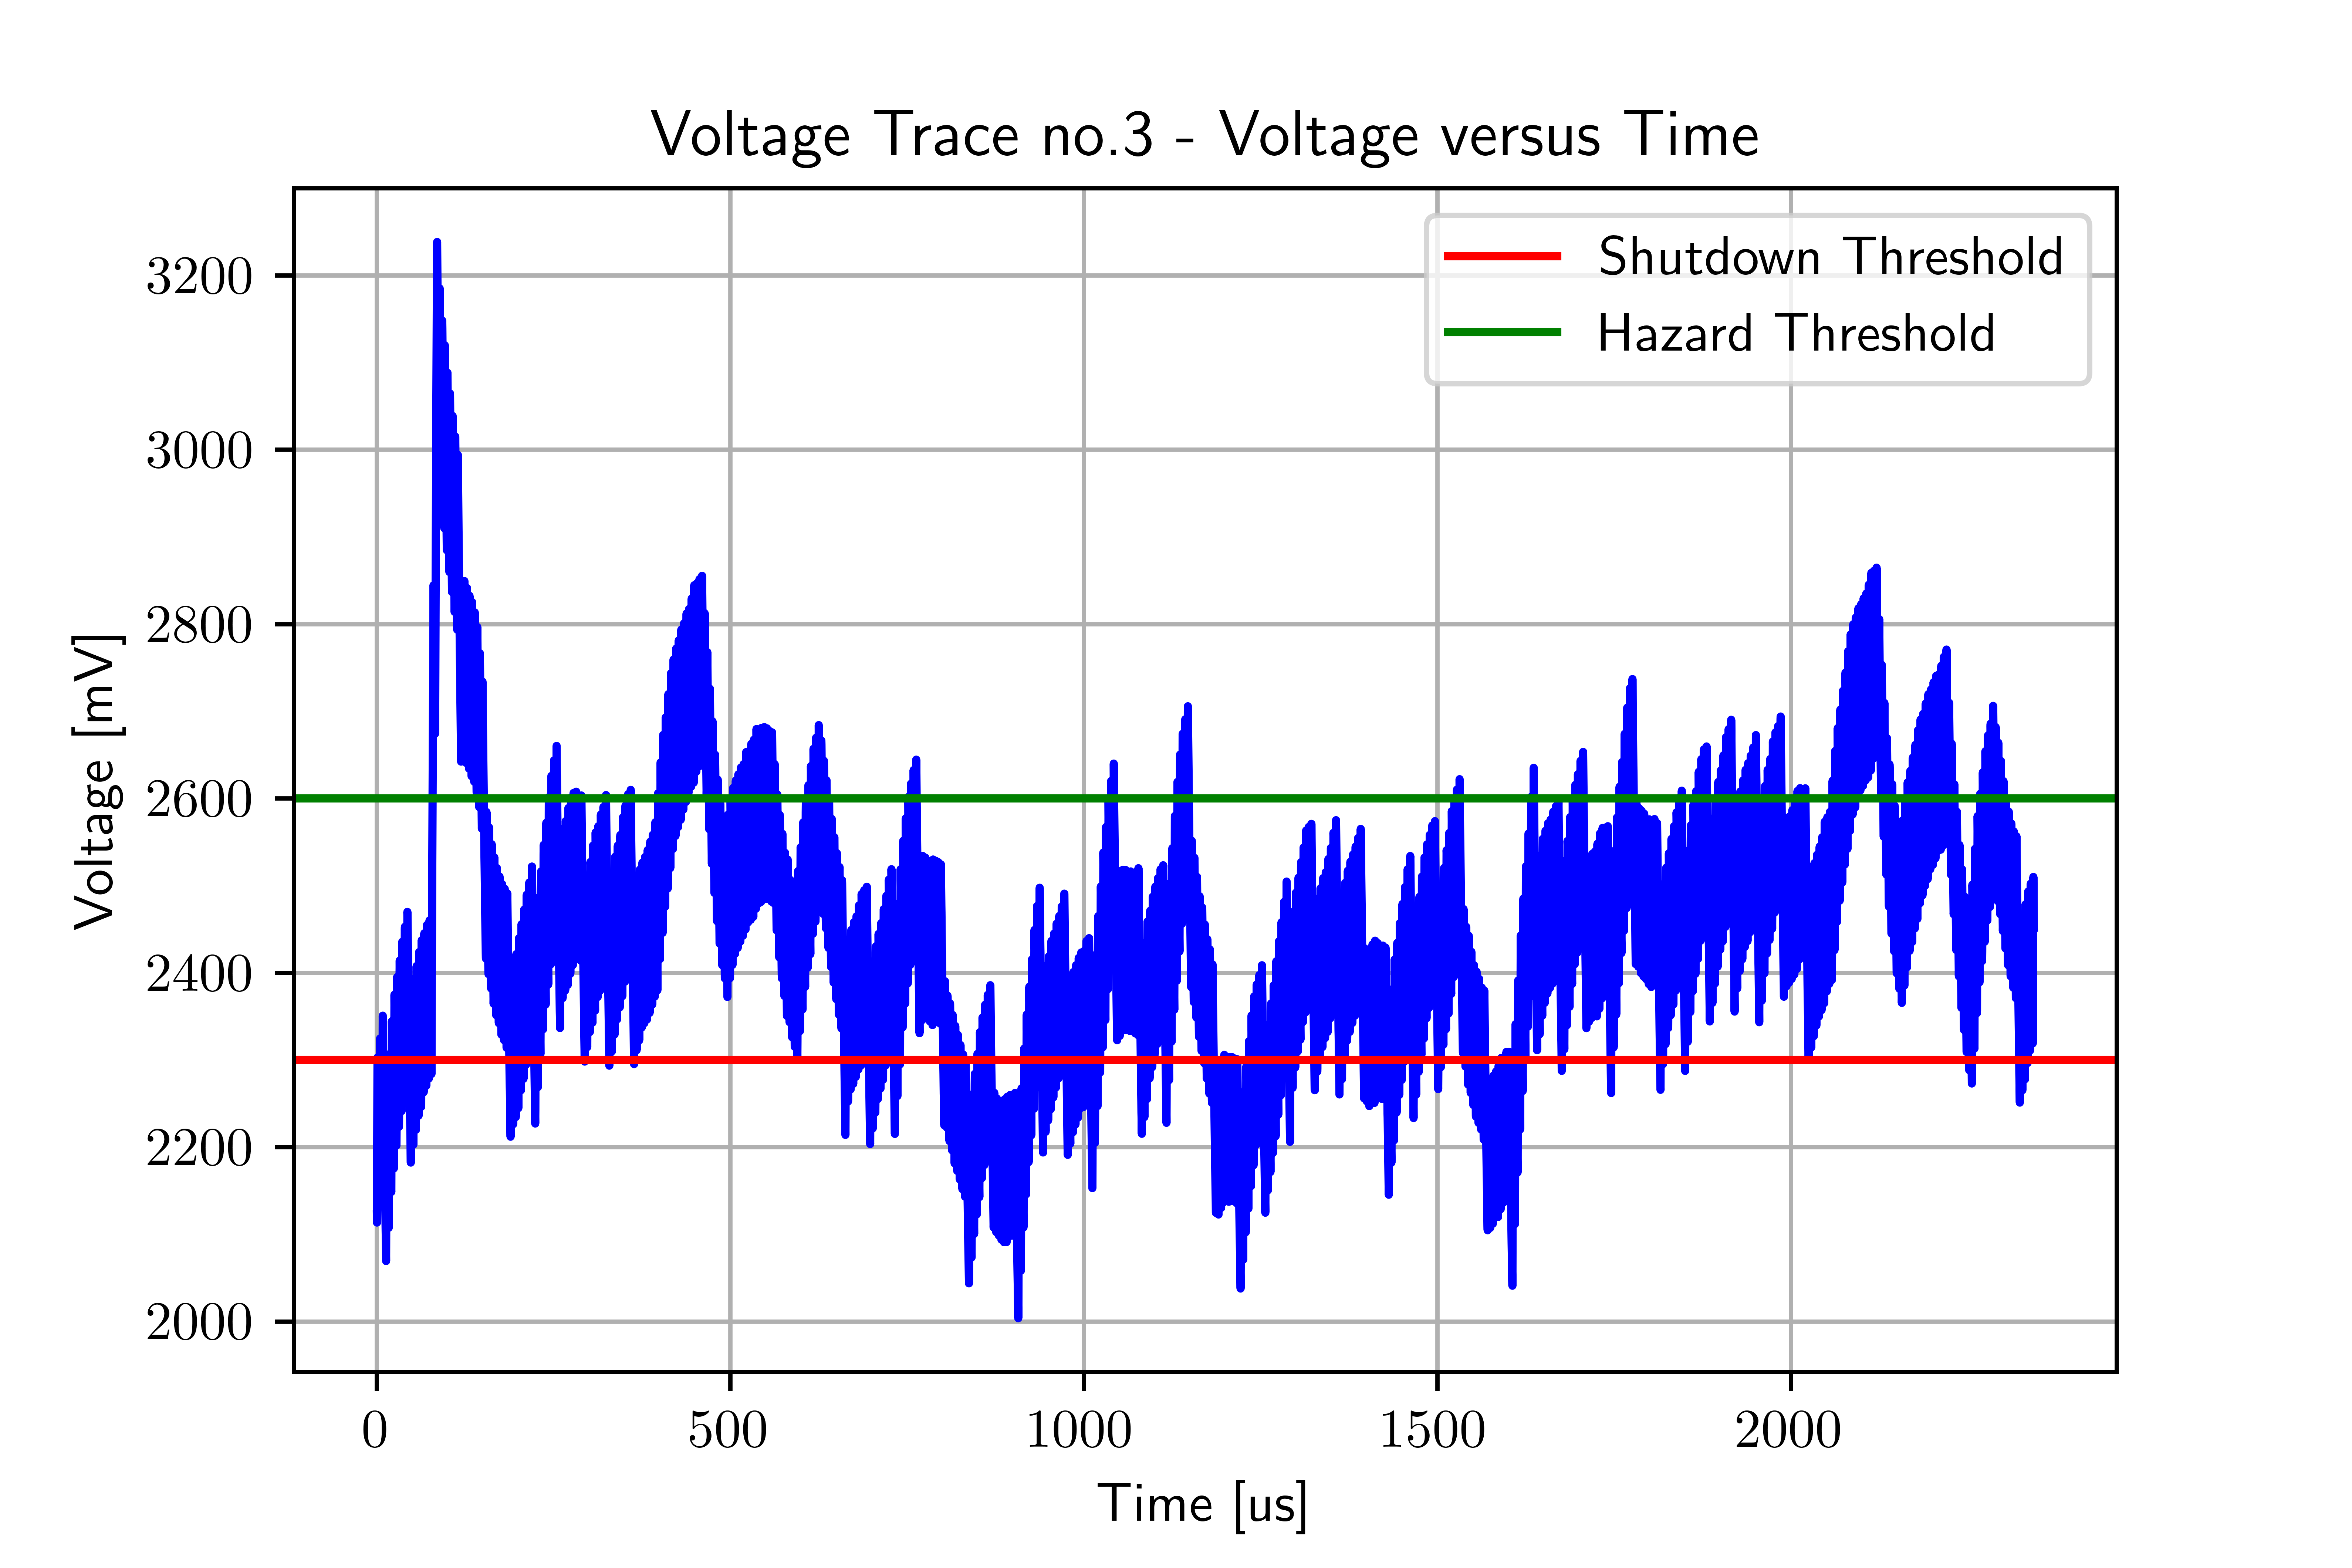 Voltage Trace no.3 - Voltage versus Time
Shutdown Threshold
Hazard Threshold
Voltage [mV]
3200
3000
2800
2600
2400
2200
2000
0 500 1000 1500 2000
Time [us]